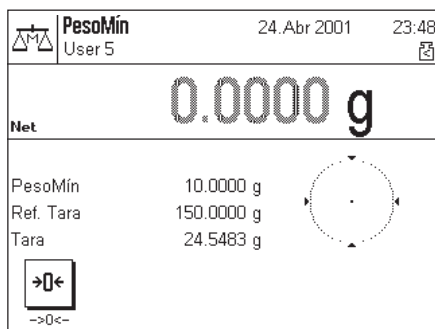 PesoMín 24.Abr 2001 23:48
User 5
0.0000 g
Net
PesoMín 10.0000 g
Ref. Tara 150.0000 g
Tara 24.5483 g
→0←
->0<-